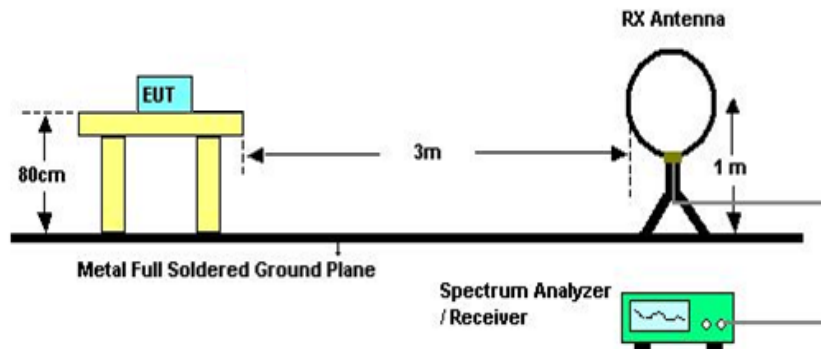 RX Antenna
EUT
3m
80cm
1 m
Metal Full Soldered Ground Plane
Spectrum Analyzer
/ Receiver